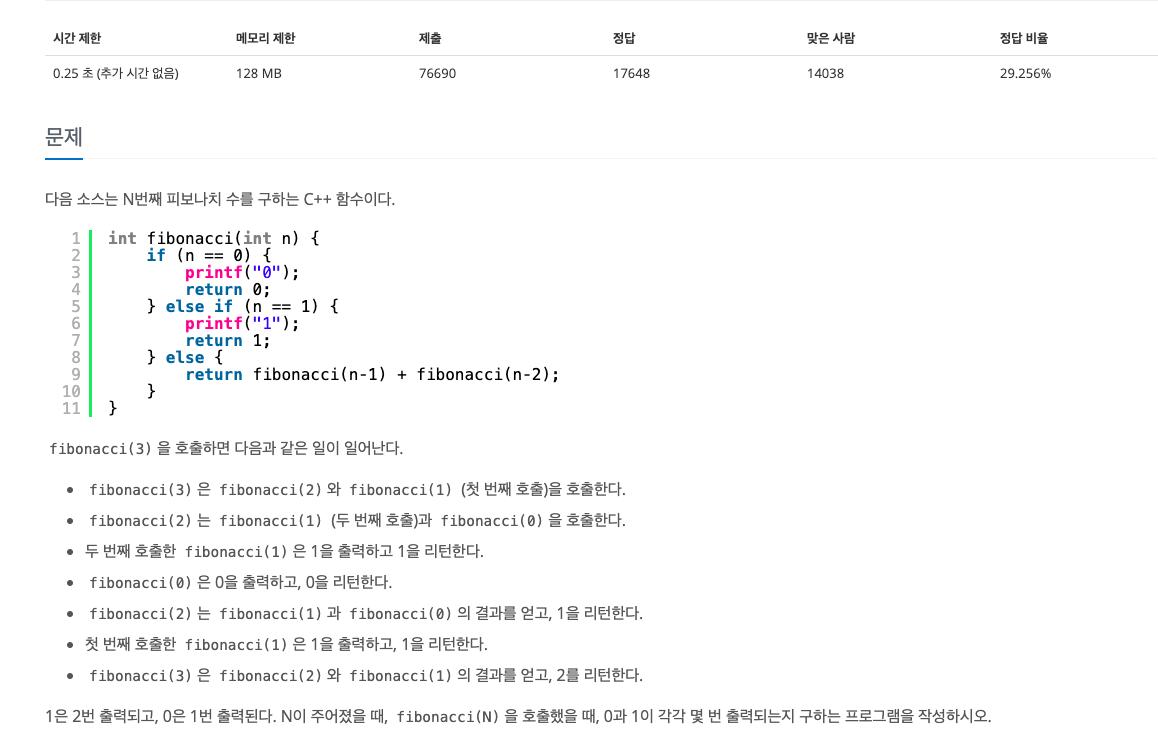 시간 제한 메모리 제한 제출 정답 맞은 사람 정답 비율
0.25 초 (추가 시간 없음) 128 MB 76690 17648 14038 29.256%
문제
다음 소스는 N번째 피보나치 수를 구하는 C++ 함수이다.
1 int fibonacci(int n) {
2     if (n == 0) {
3         printf("0");
4         return 0;
5     } else if (n == 1) {
6         printf("1");
7         return 1;
8     } else {
9         return fibonacci(n-1) + fibonacci(n-2);
10     }
11 }
fibonacci(3) 을 호출하면 다음과 같은 일이 일어난다.
• fibonacci(3) 은 fibonacci(2) 와 fibonacci(1) (첫 번째 호출)을 호출한다.
• fibonacci(2) 는 fibonacci(1) (두 번째 호출)과 fibonacci(0) 을 호출한다.
• 두 번째 호출한 fibonacci(1) 은 1을 출력하고 1을 리턴한다.
• fibonacci(0) 은 0을 출력하고, 0을 리턴한다.
• fibonacci(2) 는 fibonacci(1) 과 fibonacci(0) 의 결과를 얻고, 1을 리턴한다.
• 첫 번째 호출한 fibonacci(1) 은 1을 출력하고, 1을 리턴한다.
• fibonacci(3) 은 fibonacci(2) 와 fibonacci(1) 의 결과를 얻고, 2를 리턴한다.
1은 2번 출력되고, 0은 1번 출력된다. N이 주어졌을 때, fibonacci(N) 을 호출했을 때, 0과 1이 각각 몇 번 출력되는지 구하는 프로그램을 작성하시오.